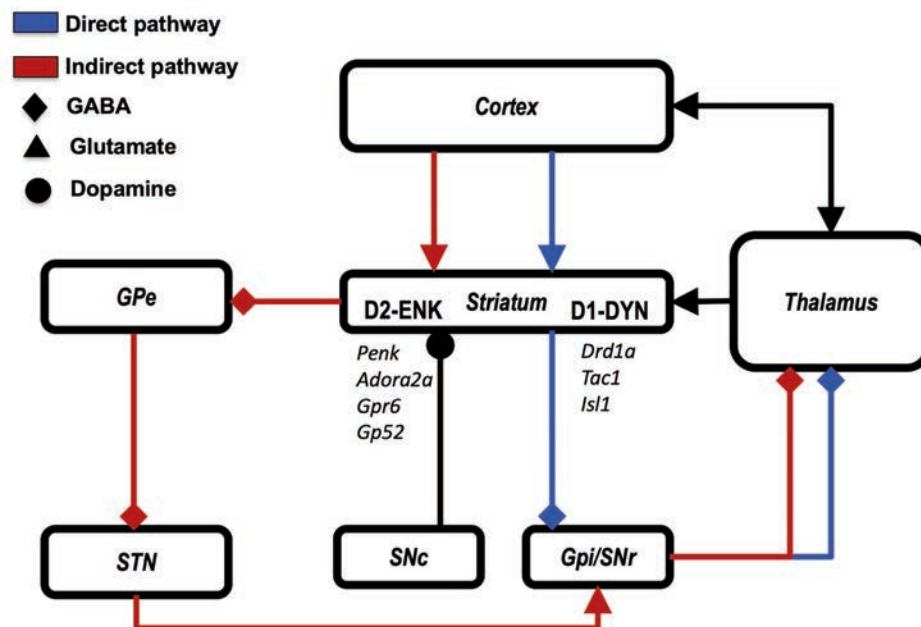 Direct pathway
Indirect pathway
GABA
Glutamate
Dopamine
Cortex
GPe
D2-ENK Striatum D1-DYN
Thalamus
Penk
Adora2a
Gpr6
Gp52
Drd1a
Tac1
Isl1
STN
SNc
Gpi/SNr